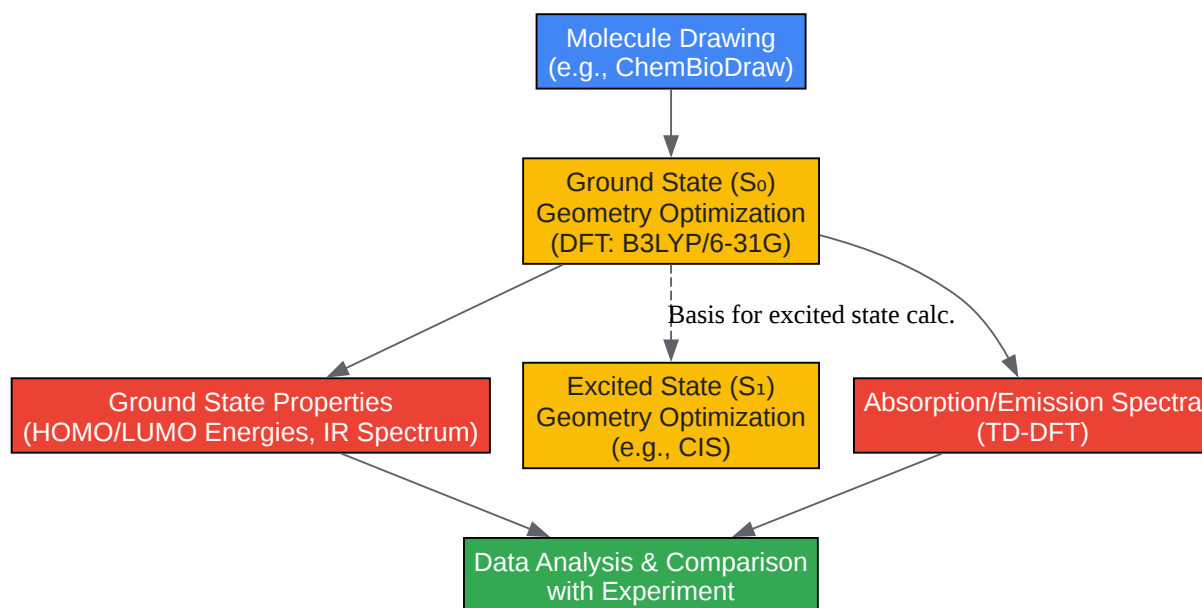 Molecule Drawing
(e.g., ChemBioDraw)
Ground State (S₀)
Geometry Optimization
(DFT: B3LYP/6-31G)
Basis for excited state calc.
Ground State Properties
(HOMO/LUMO Energies, IR Spectrum)
Excited State (S₁)
Geometry Optimization
(e.g., CIS)
Absorption/Emission Spectra
(TD-DFT)
Data Analysis & Comparison
with Experiment